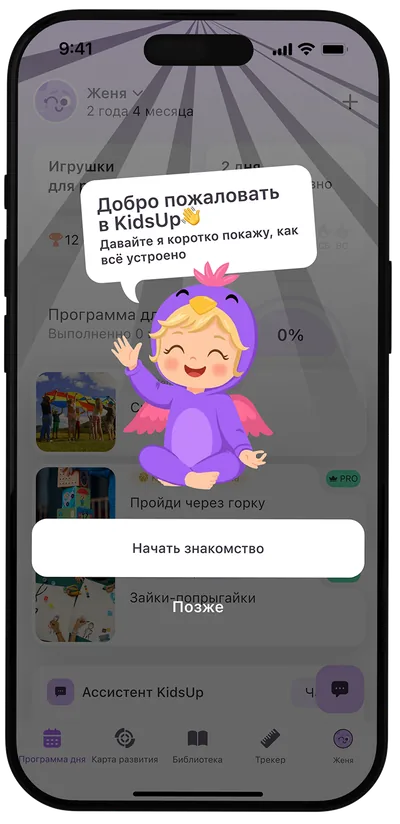 9:41
Женя
2 года 4 месяца
Игрушки
2 дня
Добро пожаловать
в KidsUp👋
Давайте я коротко покажу, как
всё устроено
12
Программа
Выполненно 0
0%
PRO
Пройди через горку
Начать знакомство
Зайки-попрыгайки
Позже
Ассистент KidsUp
Программа дня
Карта развития
Библиотека
Трекер
Женя